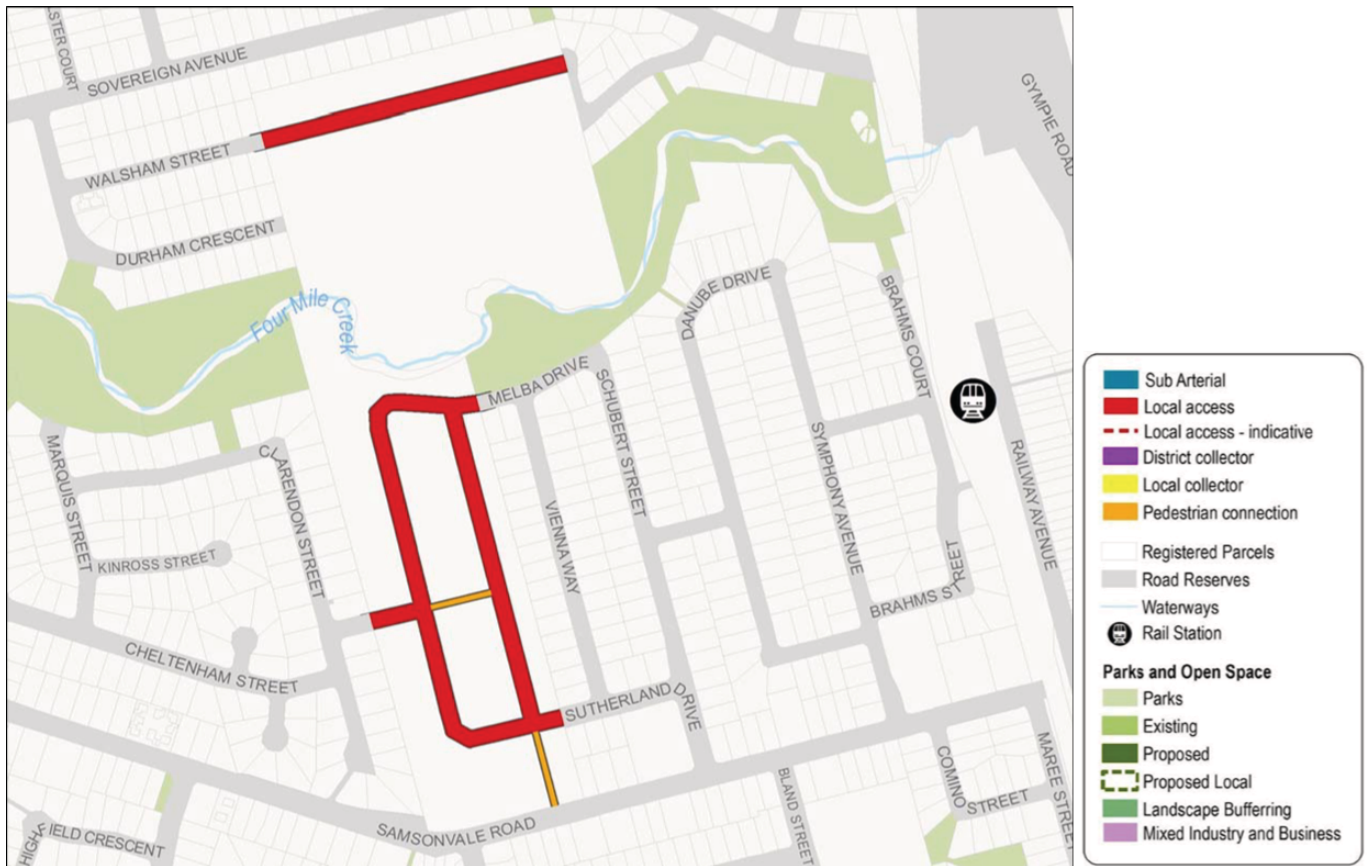 STER COURT
SOVEREIGN AVENUE
GYMPIE ROAD
WALSHAM STREET
DURHAM CRESCENT
Four Mile Creek
DANUBE DRIVE
BRAHMS COURT
MELBA DRIVE
SCHUBERT STREET
MARQUIS STREET
CLARENDON STREET
SYMPHONY AVENUE
RAILWAY AVENUE
VIENNA WAY
KINROSS STREET
BRAHMS STREET
CHELTENHAM STREET
SUTHERLAND DRIVE
COMINO STREET
MAREE STREET
BLAND STREET
SAMSONVALE ROAD
HIGHFIELD CRESCENT
Sub Arterial
Local access
Local access - indicative
District collector
Local collector
Pedestrian connection
Registered Parcels
Road Reserves
Waterways
Rail Station
Parks and Open Space
Parks
Existing
Proposed
Proposed Local
Landscape Bufferring
Mixed Industry and Business